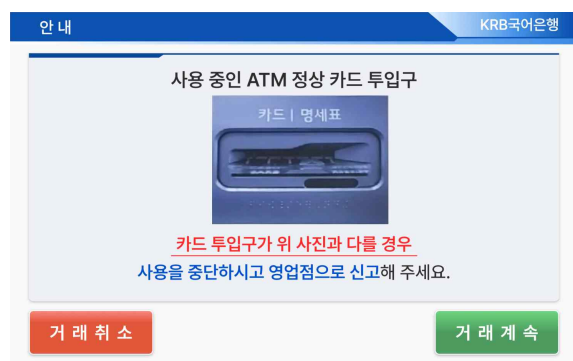 안 내
KRB국어은행
사용 중인 ATM 정상 카드 투입구
카드 | 명세표
카드 투입구가 위 사진과 다를 경우
사용을 중단하시고 영업점으로 신고해 주세요.
거 래 취 소
거 래 계 속